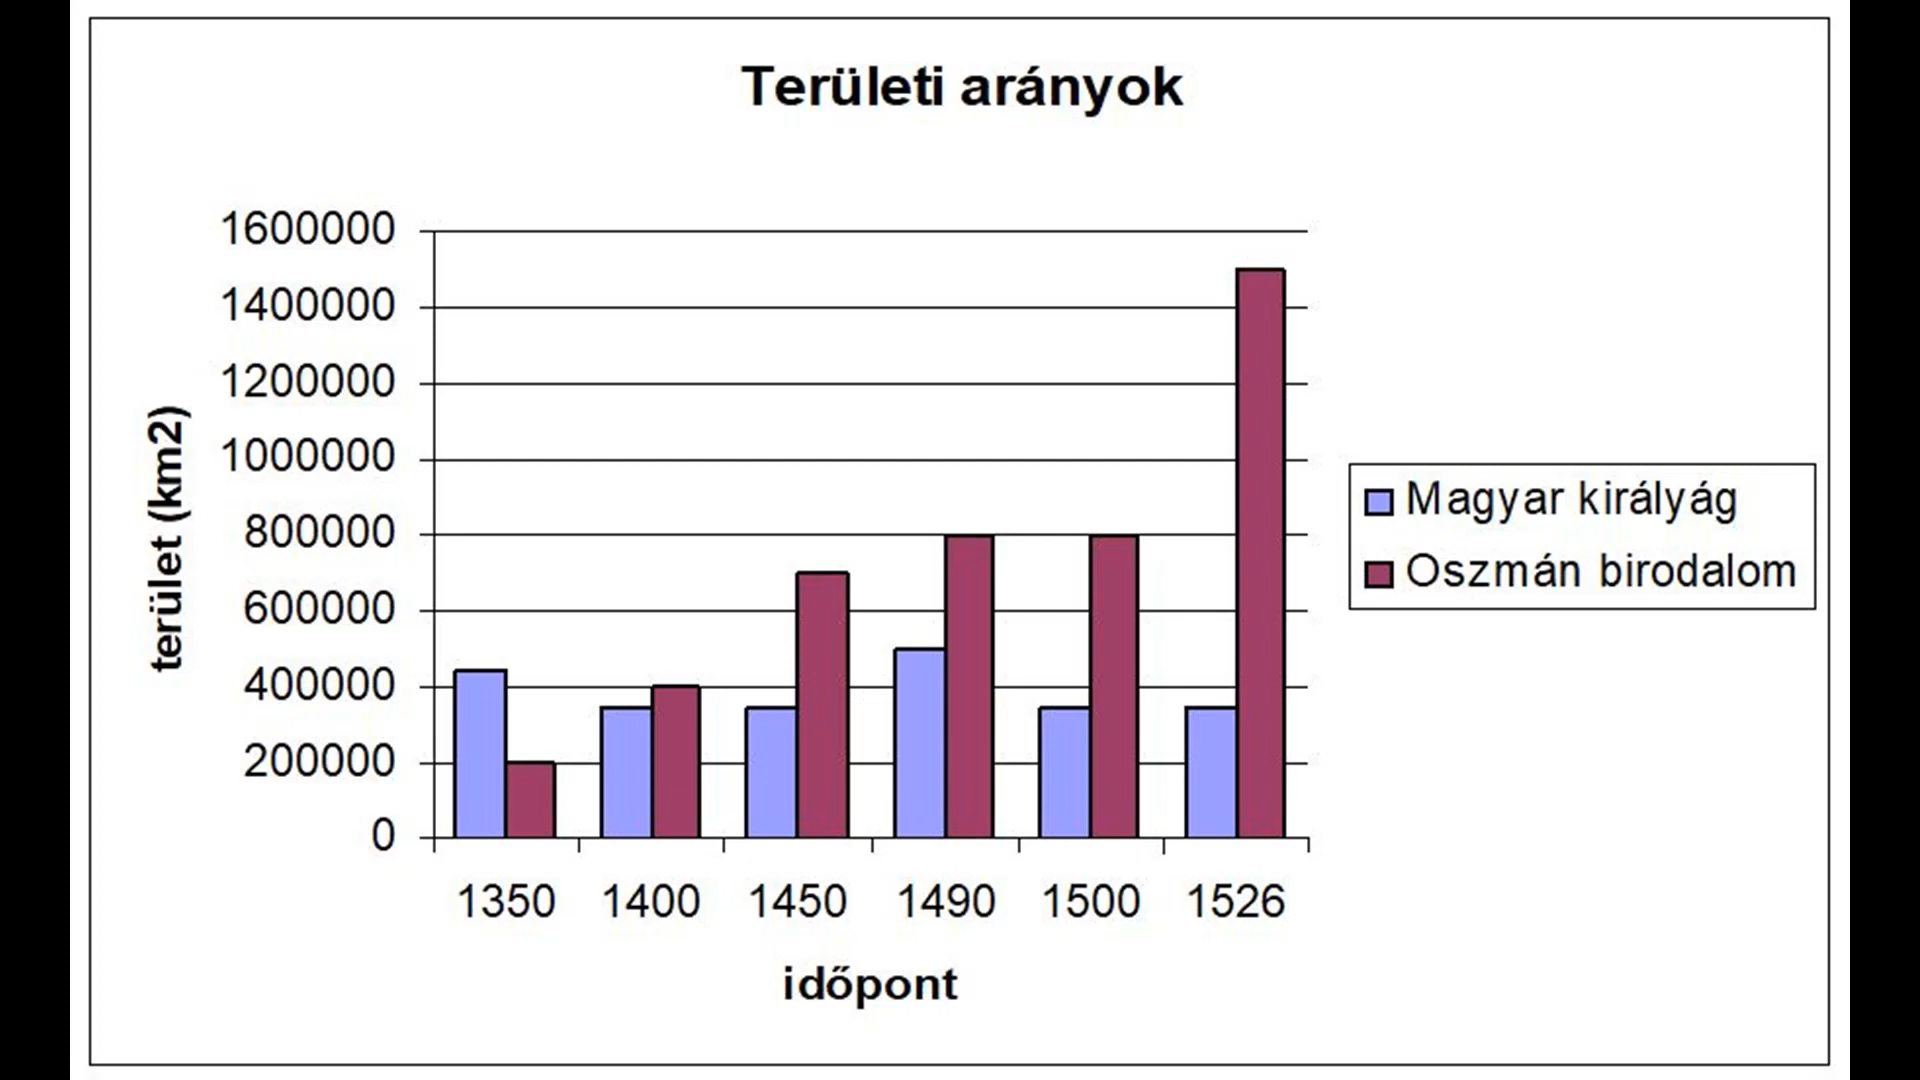 Területi arányok
1600000
1400000
1200000
1000000
800000
600000
400000
200000
0
terület (km2)
1350 1400 1450 1490 1500 1526
időpont
Magyar királyág
Oszmán birodalom